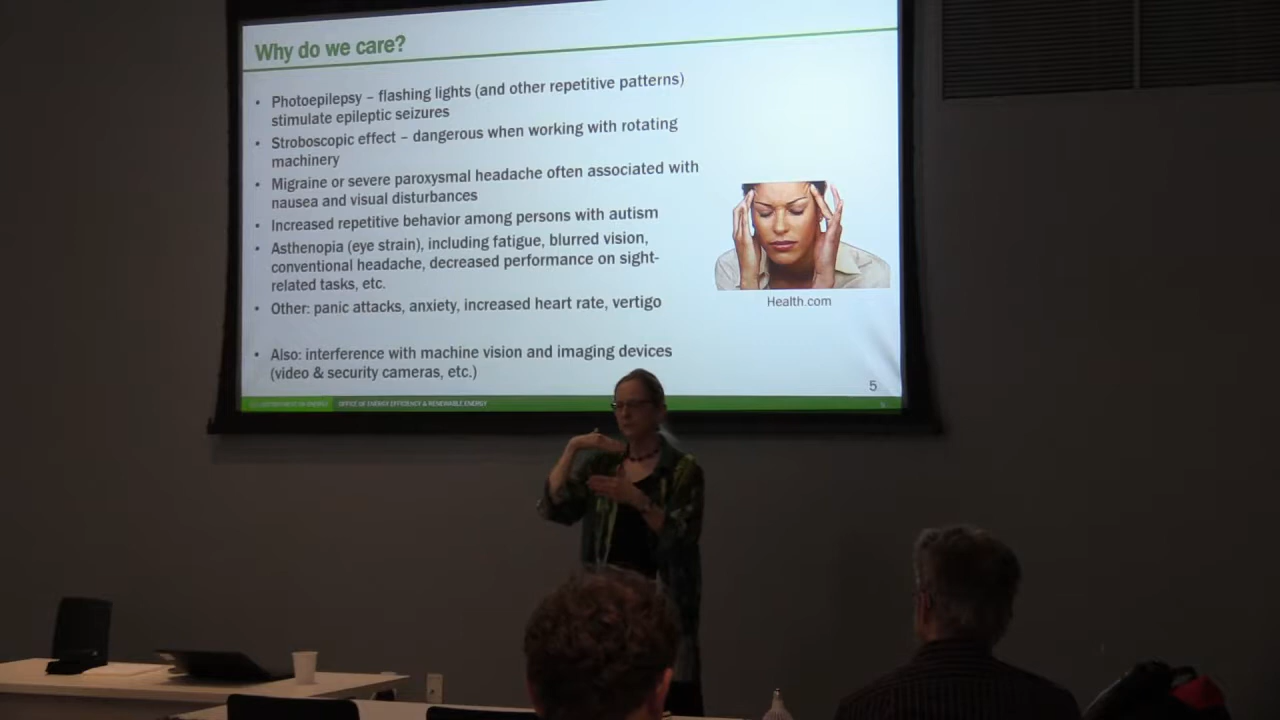 Why do we care?
• Photoepilepsy – flashing lights (and other repetitive patterns)
stimulate epileptic seizures
• Stroboscopic effect – dangerous when working with rotating
machinery
• Migraine or severe paroxysmal headache often associated with
nausea and visual disturbances
• Increased repetitive behavior among persons with autism
• Asthenopia (eye strain), including fatigue, blurred vision,
conventional headache, decreased performance on sight-
related tasks, etc.
• Other: panic attacks, anxiety, increased heart rate, vertigo
Health.com
• Also: interference with machine vision and imaging devices
(video & security cameras, etc.)
5
OFFICE OF ENERGY EFFICIENCY & RENEWABLE ENERGY